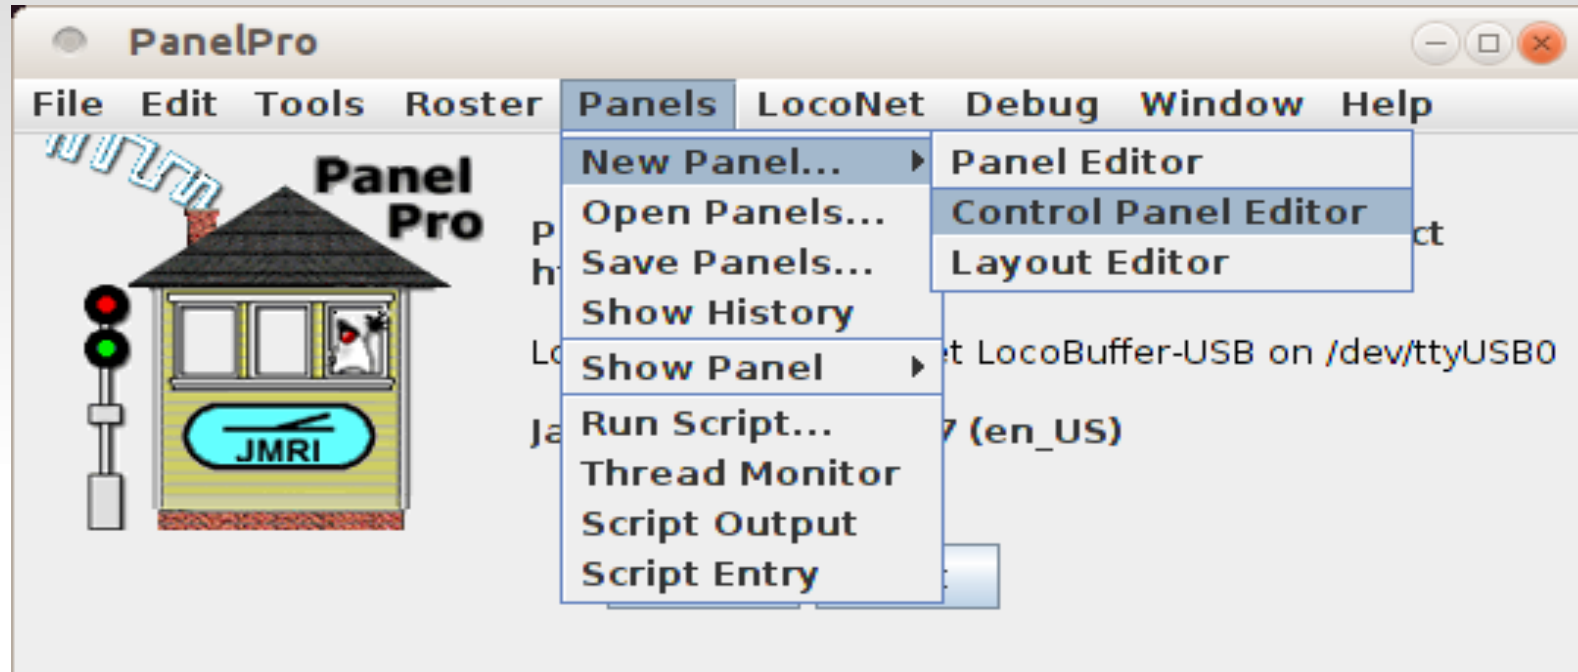 PanelPro
File Edit Tools Roster Panels LocoNet Debug Window Help
Panel
Pro
JMRI
New Panel...
Open Panels...
Save Panels...
Show History
Show Panel
Run Script...
Thread Monitor
Script Output
Script Entry
Panel Editor
Control Panel Editor
Layout Editor
LocoBuffer-USB on /dev/ttyUSB0
(en_US)